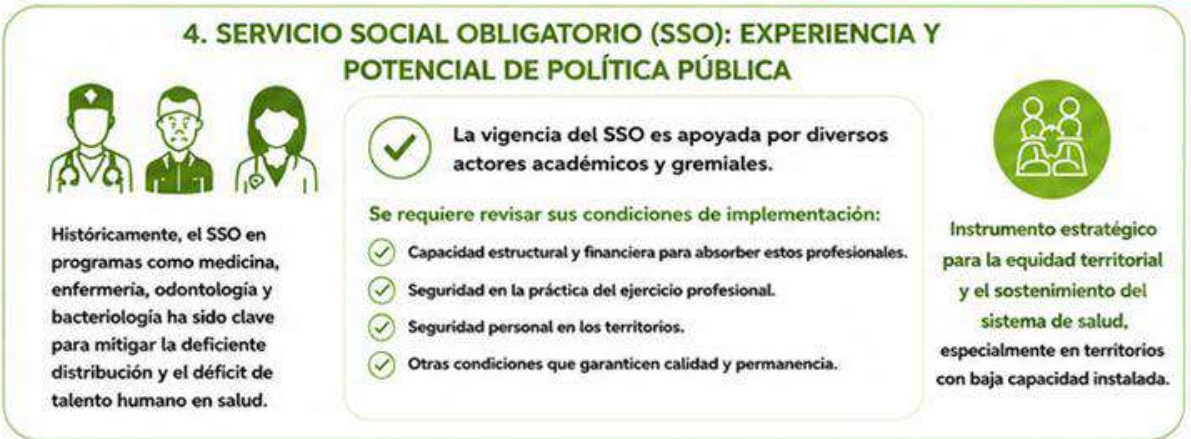 4. SERVICIO SOCIAL OBLIGATORIO (SSO): EXPERIENCIA Y
POTENCIAL DE POLÍTICA PÚBLICA
Históricamente, el SSO en
programas como medicina,
enfermería, odontología y
bacteriología ha sido clave
para mitigar la deficiente
distribución y el déficit de
talento humano en salud.
La vigencia del SSO es apoyada por diversos
actores académicos y gremiales.
Se requiere revisar sus condiciones de implementación:
Capacidad estructural y financiera para absorber estos profesionales.
Seguridad en la práctica del ejercicio profesional.
Seguridad personal en los territorios.
Otras condiciones que garanticen calidad y permanencia.
Instrumento estratégico
para la equidad territorial
y el sostenimiento del
sistema de salud,
especialmente en territorios
con baja capacidad instalada.